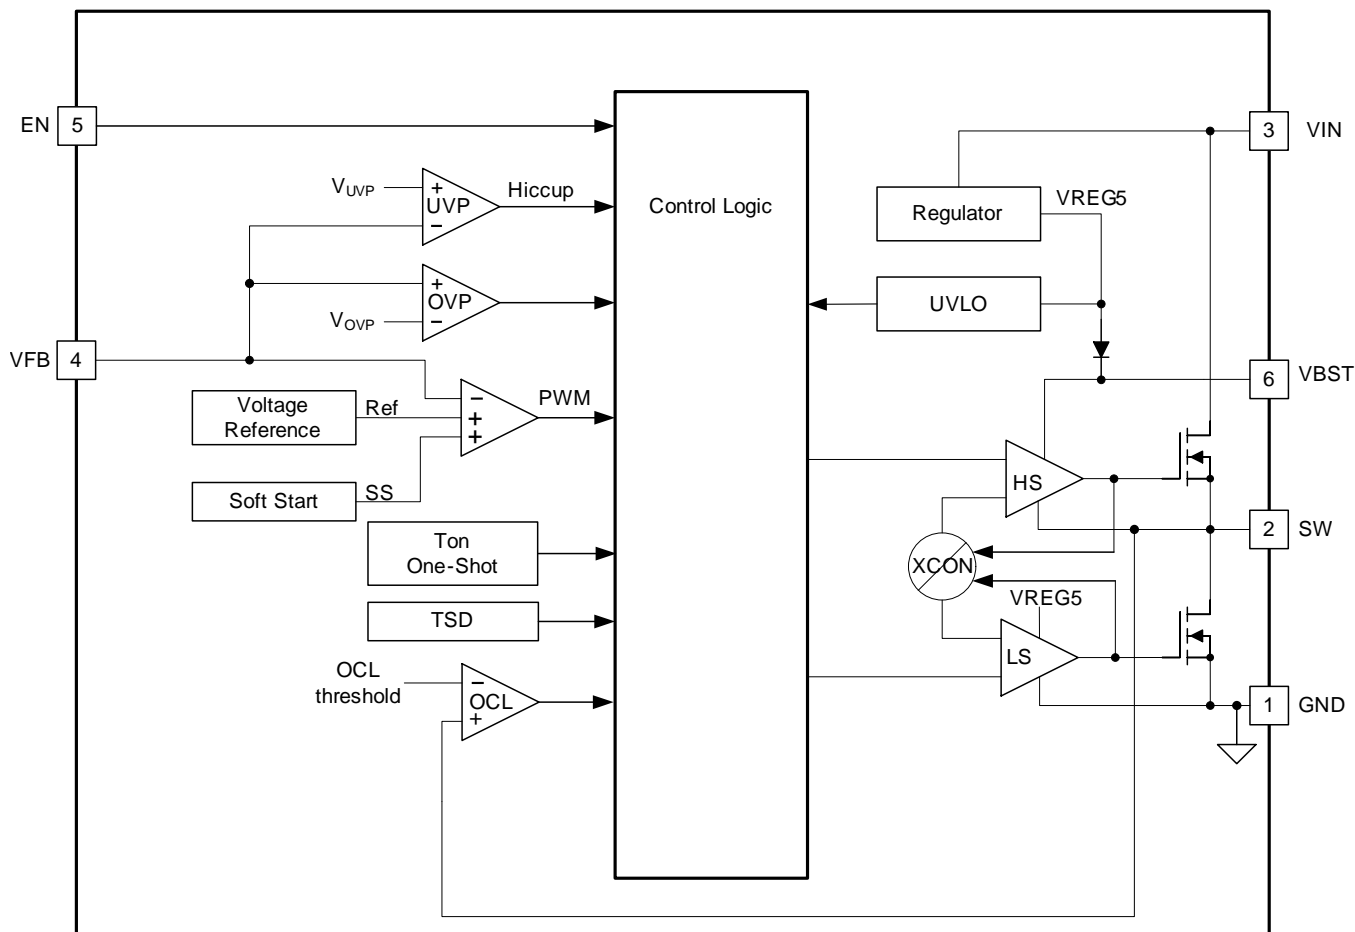 EN
5
3
VIN
VUVP
+
UVP
−
Hiccup
Control Logic
Regulator
VREG5
+
OVP
−
VOVP
UVLO
VFB
4
6
VBST
Voltage
Reference
Ref
−
+
+
PWM
Soft Start
SS
HS
2
SW
Ton
One-Shot
XCON
TSD
VREG5
LS
OCL
threshold
−
OCL
+
1
GND